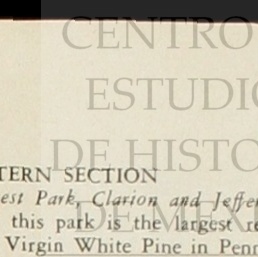 CENTRO
ESTUDI
DE HISTO
DE MEX
TERN SECTION
est Park, Clarion and Jeffe
this park is the largest re
Virgin White Pine in Penn